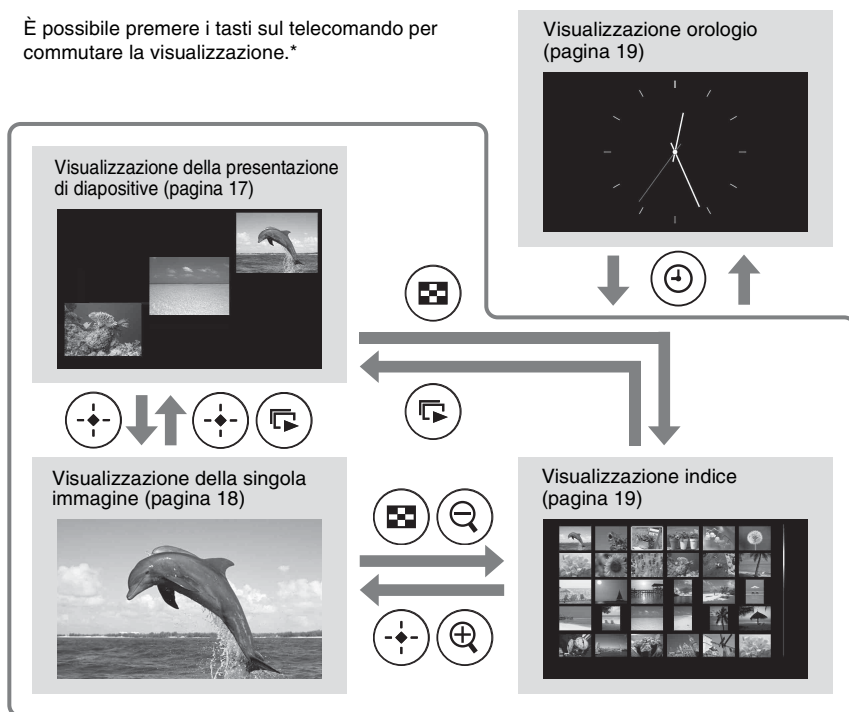 È possibile premere i tasti sul telecomando per
commutare la visualizzazione.*
Visualizzazione orologio
(pagina 19)
Visualizzazione della presentazione
di diapositive (pagina 17)
Visualizzazione della singola
immagine (pagina 18)
Visualizzazione indice
(pagina 19)